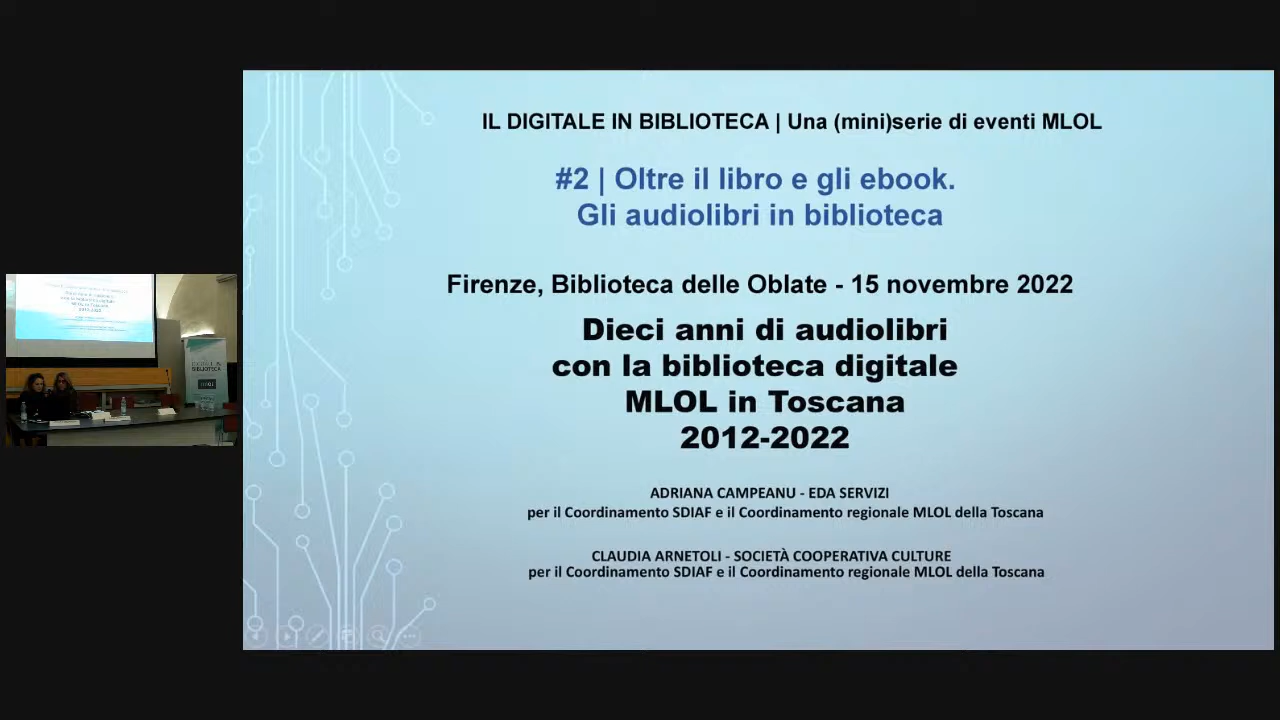 IL DIGITALE IN BIBLIOTECA | Una (mini)serie di eventi MLOL
#2 | Oltre il libro e gli ebook.
Gli audiolibri in biblioteca
Firenze, Biblioteca delle Oblate - 15 novembre 2022
Dieci anni di audiolibri
con la biblioteca digitale
MLOL in Toscana
2012-2022
ADRIANA CAMPEANU - EDA SERVIZI
per il Coordinamento SDIAF e il Coordinamento regionale MLOL della Toscana
CLAUDIA ARNETOLI - SOCIETÀ COOPERATIVA CULTURE
per il Coordinamento SDIAF e il Coordinamento regionale MLOL della Toscana
BIBLIOTECA